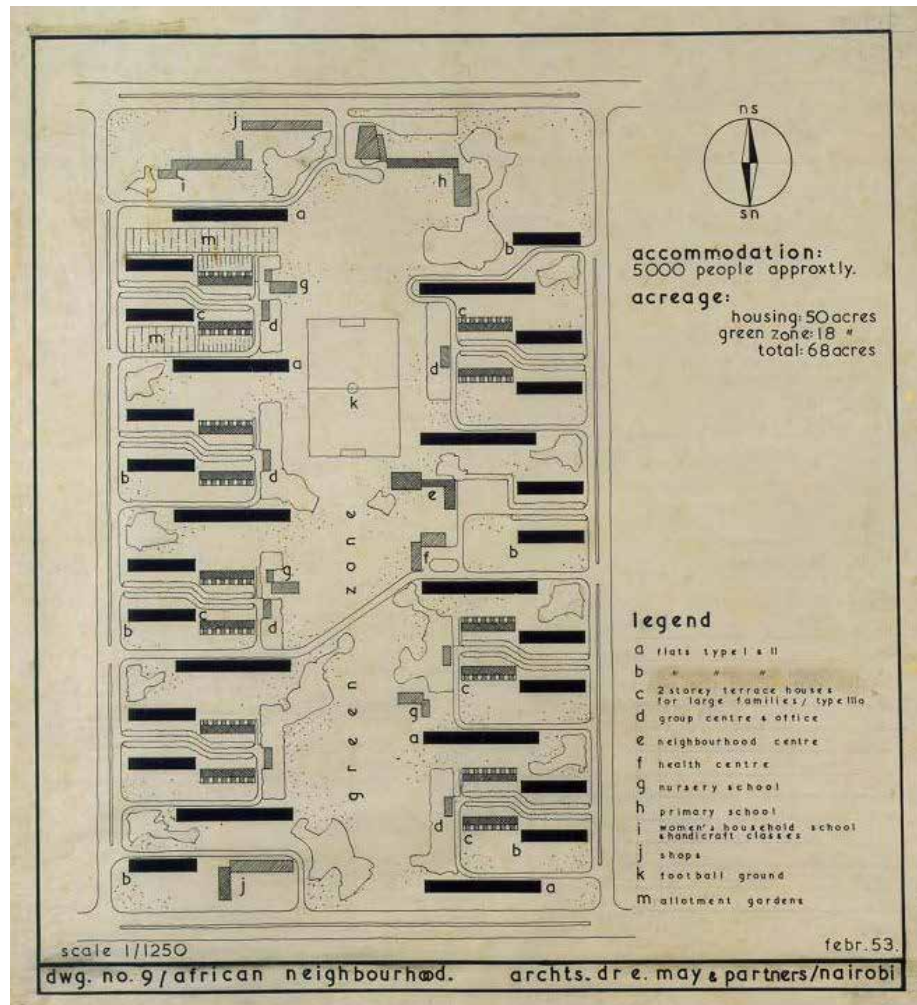 ns
j
i
h
sn
a
m
b
accommodation:
5000 people approxtly.
acreage:
housing: 50 acres
green zone: 18 "
total: 68 acres
g
c
d
c
m
a
d
k
b
d
e
green zone
b
f
g
b
c
d
c
g
a
d
c
b
b
j
a
legend
a flats type I & II
b " " "
c 2 storey terrace houses
for large families / type IIIa
d group centre & office
e neighbourhood centre
f health centre
g nursery school
h primary school
i women's household school
& handicraft classes
j shops
k football ground
m allotment gardens
scale 1/1250
febr. 53.
dwg. no. 9 / african neighbourhood. archts. dr e. may & partners / nairobi